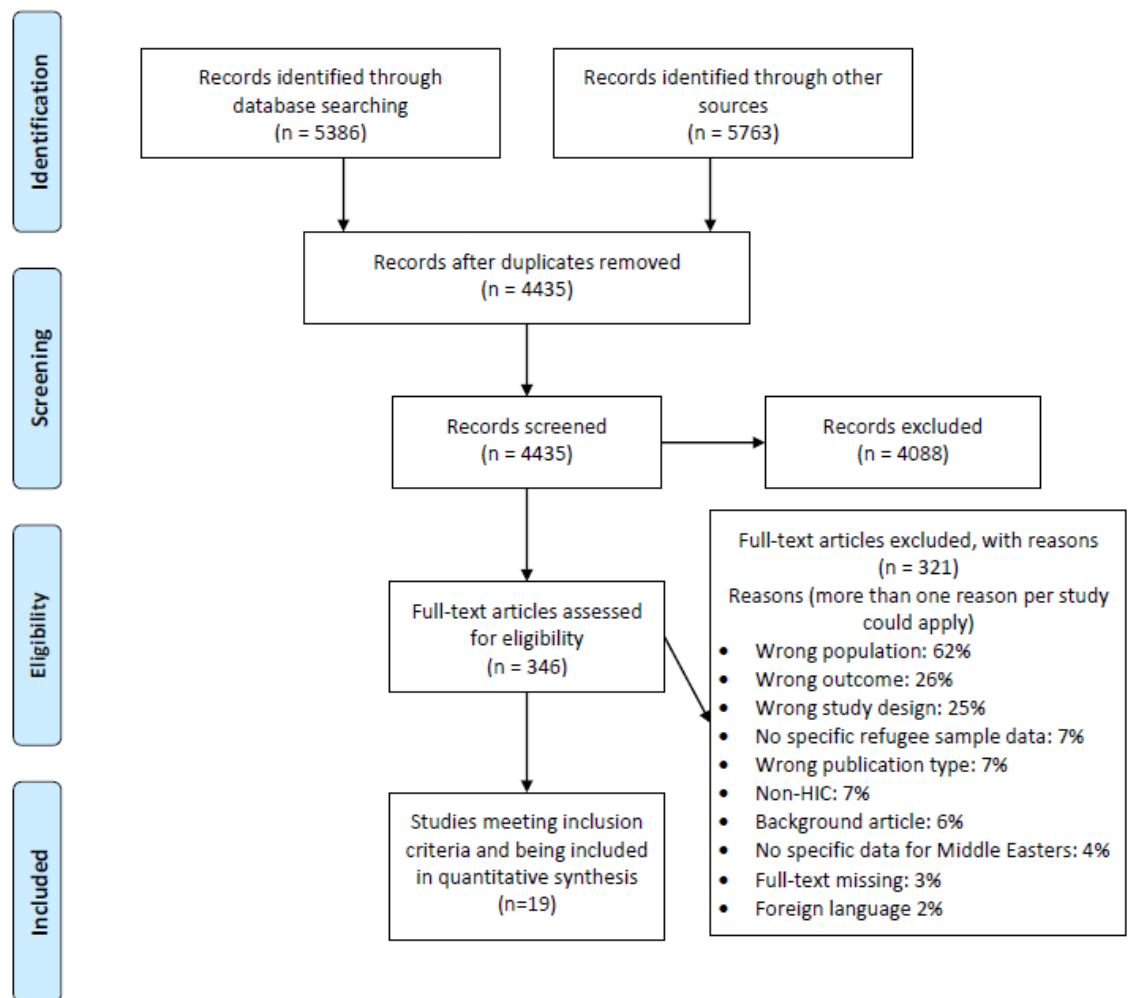 Identification
Records identified through
database searching
(n = 5386)
Records identified through other
sources
(n = 5763)
Records after duplicates removed
(n = 4435)
Screening
Records screened
(n = 4435)
Records excluded
(n = 4088)
Eligibility
Full-text articles assessed
for eligibility
(n = 346)
Full-text articles excluded, with reasons
(n = 321)
Reasons (more than one reason per study
could apply)
• Wrong population: 62%
• Wrong outcome: 26%
• Wrong study design: 25%
• No specific refugee sample data: 7%
• Wrong publication type: 7%
• Non-HIC: 7%
• Background article: 6%
• No specific data for Middle Easters: 4%
• Full-text missing: 3%
• Foreign language 2%
Included
Studies meeting inclusion
criteria and being included
in quantitative synthesis
(n=19)